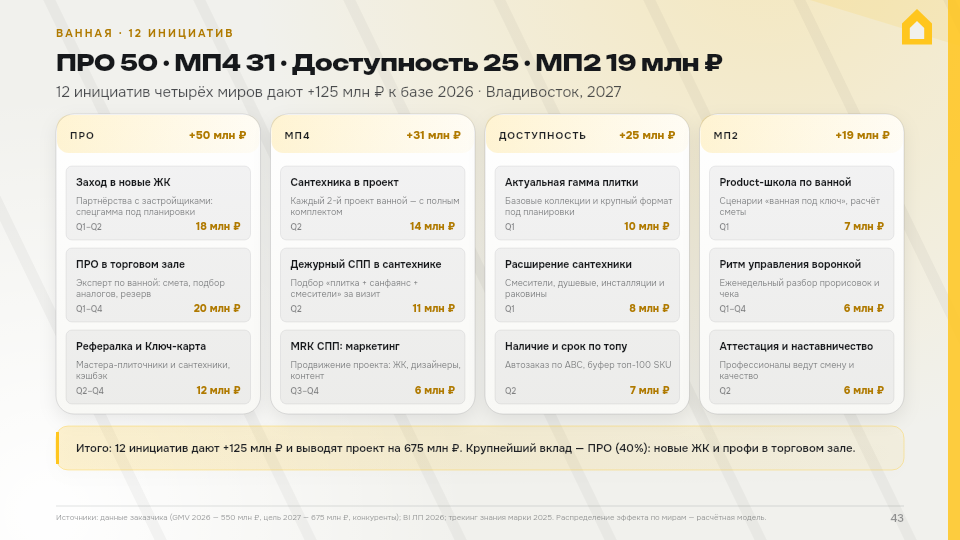 ВАННАЯ · 12 ИНИЦИАТИВ
ПРО 50 · МП4 31 · Доступность 25 · МП2 19 млн ₽
12 инициатив четырёх миров дают +125 млн ₽ к базе 2026 · Владивосток, 2027
ПРО
+50 млн ₽
Заход в новые ЖК
Партнёрства с застройщиками:
спецгамма под планировки
Q1–Q2
18 млн ₽
ПРО в торговом зале
Эксперт по ванной: смета, подбор
аналогов, резерв
Q1–Q4
20 млн ₽
Рефералка и Ключ-карта
Мастера-плиточники и сантехники,
кэшбэк
Q2–Q4
12 млн ₽
МП4
+31 млн ₽
Сантехника в проект
Каждый 2-й проект ванной — с полным
комплектом
Q2
14 млн ₽
Дежурный СПП в сантехнике
Подбор «плитка + санфаянс +
смесители» за визит
Q2
11 млн ₽
MRK СПП: маркетинг
Продвижение проекта: ЖК, дизайнеры,
контент
Q3–Q4
6 млн ₽
ДОСТУПНОСТЬ
+25 млн ₽
Актуальная гамма плитки
Базовые коллекции и крупный формат
под планировки
Q1
10 млн ₽
Расширение сантехники
Смесители, душевые, инсталляции и
раковины
Q1
8 млн ₽
Наличие и срок по топу
Автозаказ по ABC, буфер топ-100 SKU
Q2
7 млн ₽
МП2
+19 млн ₽
Product-школа по ванной
Сценарии «ванная под ключ», расчёт
сметы
Q1
7 млн ₽
Ритм управления воронкой
Еженедельный разбор прорисовок и
чека
Q1–Q4
6 млн ₽
Аттестация и наставничество
Профессионалы ведут смену и
качество
Q2
6 млн ₽
Итого: 12 инициатив дают +125 млн ₽ и выводят проект на 675 млн ₽. Крупнейший вклад — ПРО (40%): новые ЖК и профи в торговом зале.
Источники: данные заказчика (GMV 2026 — 550 млн ₽, цель 2027 — 675 млн ₽, конкуренты); BI ЛП 2026; трекинг знания марки 2025. Распределение эффекта по мирам — расчётная модель.
43